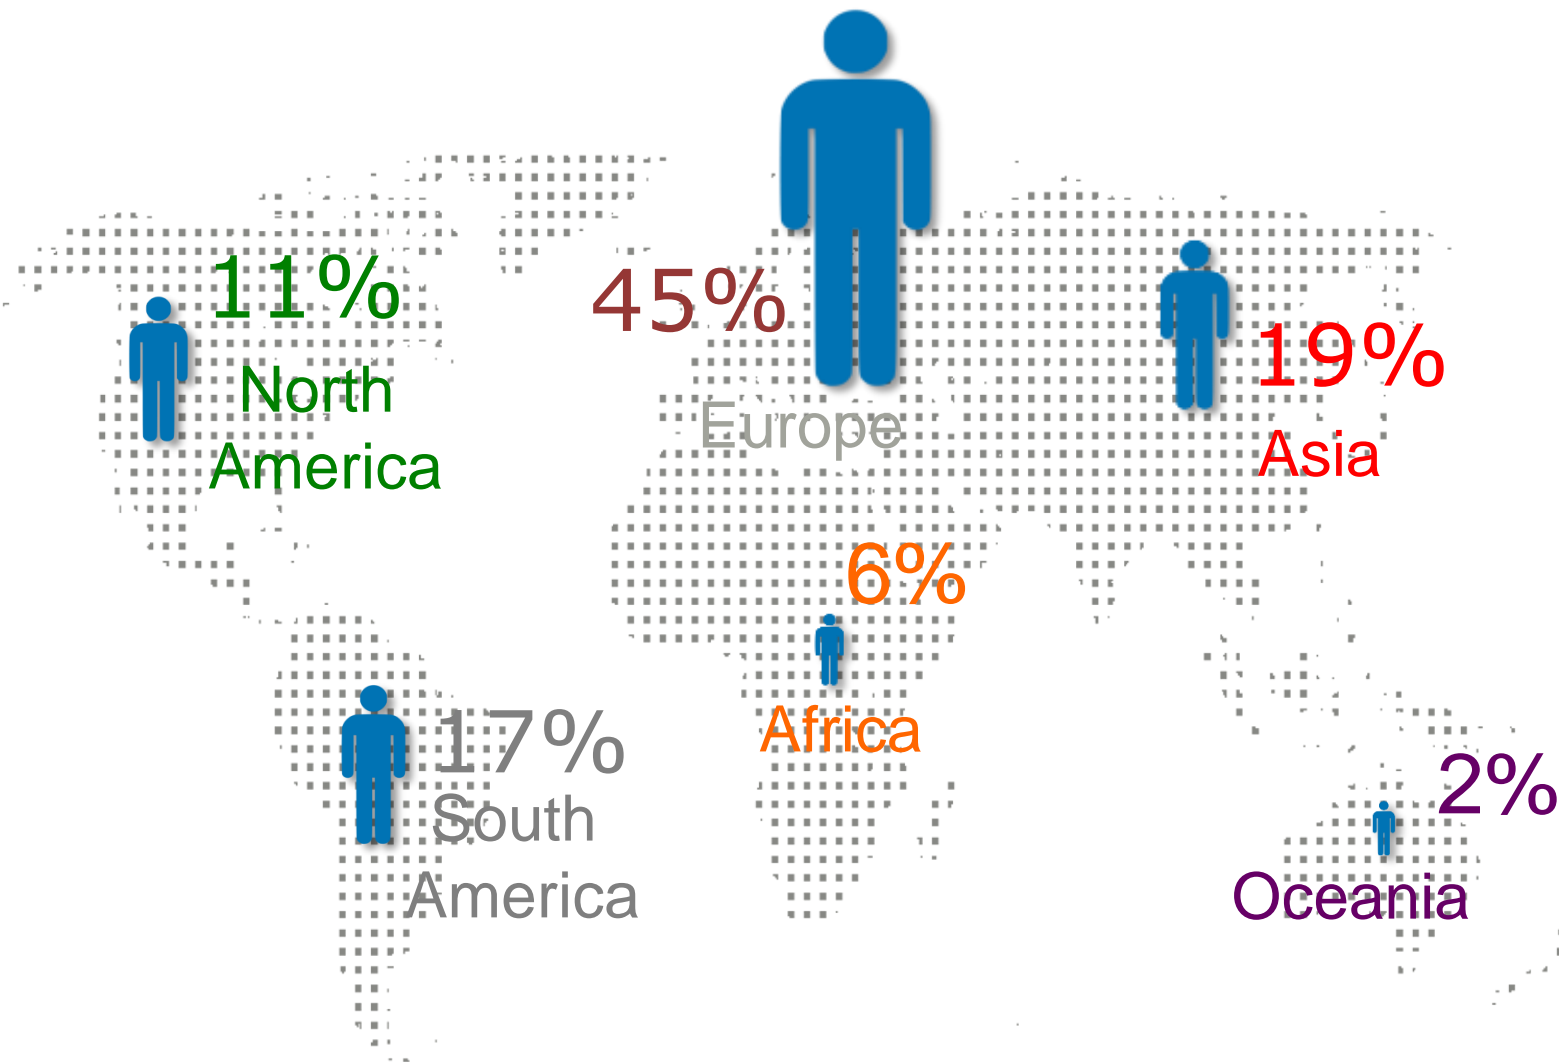 11%
North
America
45%
Europe
19%
Asia
6%
Africa
17%
South
America
2%
Oceania